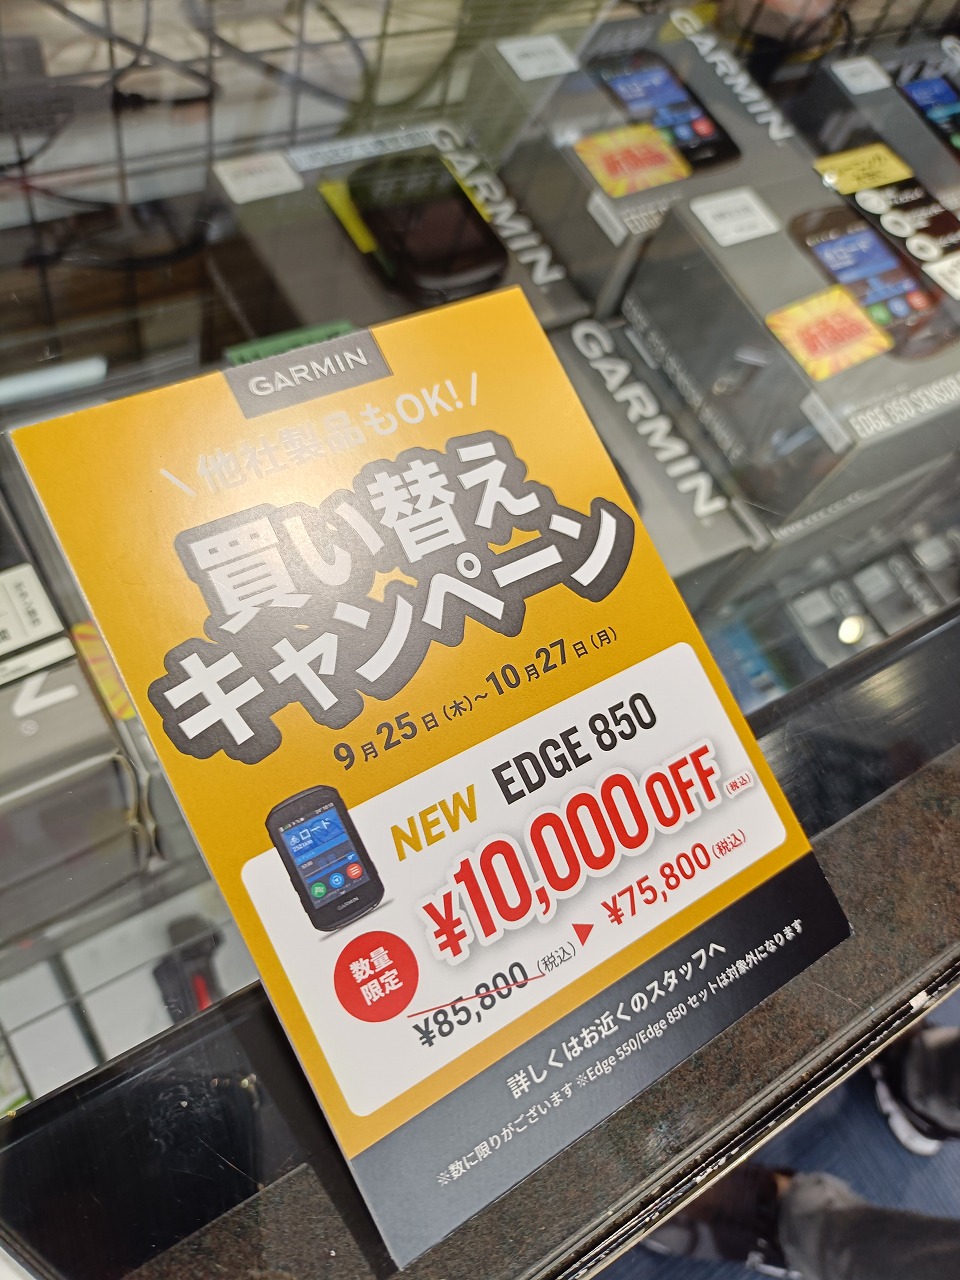 GARMIN
GARMIN
GARMIN
GARMIN
EDGE 850 SENSOR
GARMIN
\ 他社製品もOK! /
買い替え
キャンペーン
9月25日(木)～10月27日(月)
NEW EDGE 850
¥10,000OFF(税込)
数量
限定
¥85,800(税込)▶¥75,800(税込)
詳しくはお近くのスタッフへ
※数に限りがございます ※Edge 550/Edge 850 セットは対象外になります
ロード
GARMIN